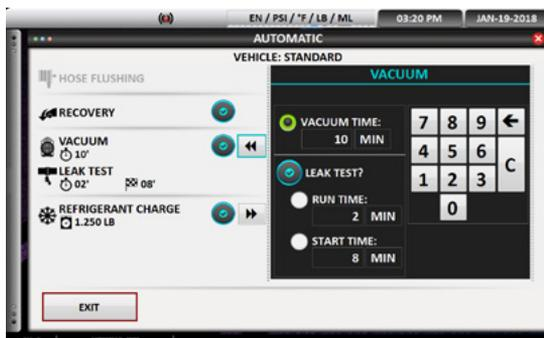 EN / PSI / °F / LB / ML 03:20 PM JAN-19-2018
AUTOMATIC
VEHICLE: STANDARD
HOSE FLUSHING
RECOVERY
VACUUM
10'
LEAK TEST
02' 08'
REFRIGERANT CHARGE
1.250 LB
EXIT
VACUUM
VACUUM TIME:
10 MIN
LEAK TEST?
RUN TIME:
2 MIN
START TIME:
8 MIN
7 8 9
4 5 6 C
1 2 3
0